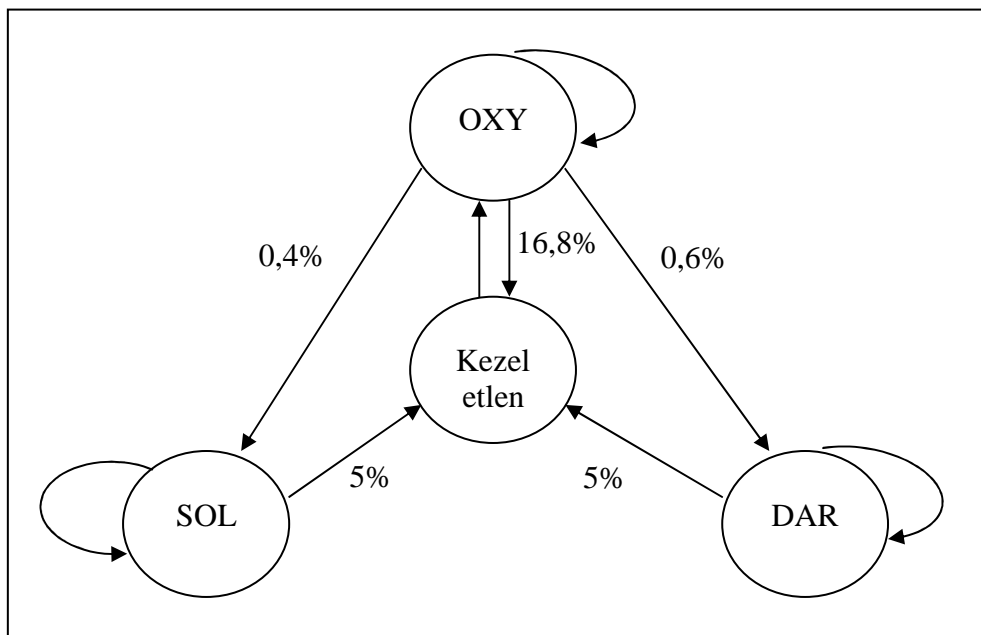 OXY
0,4%
16,8%
0,6%
Kezel
etlen
5%
5%
SOL
DAR